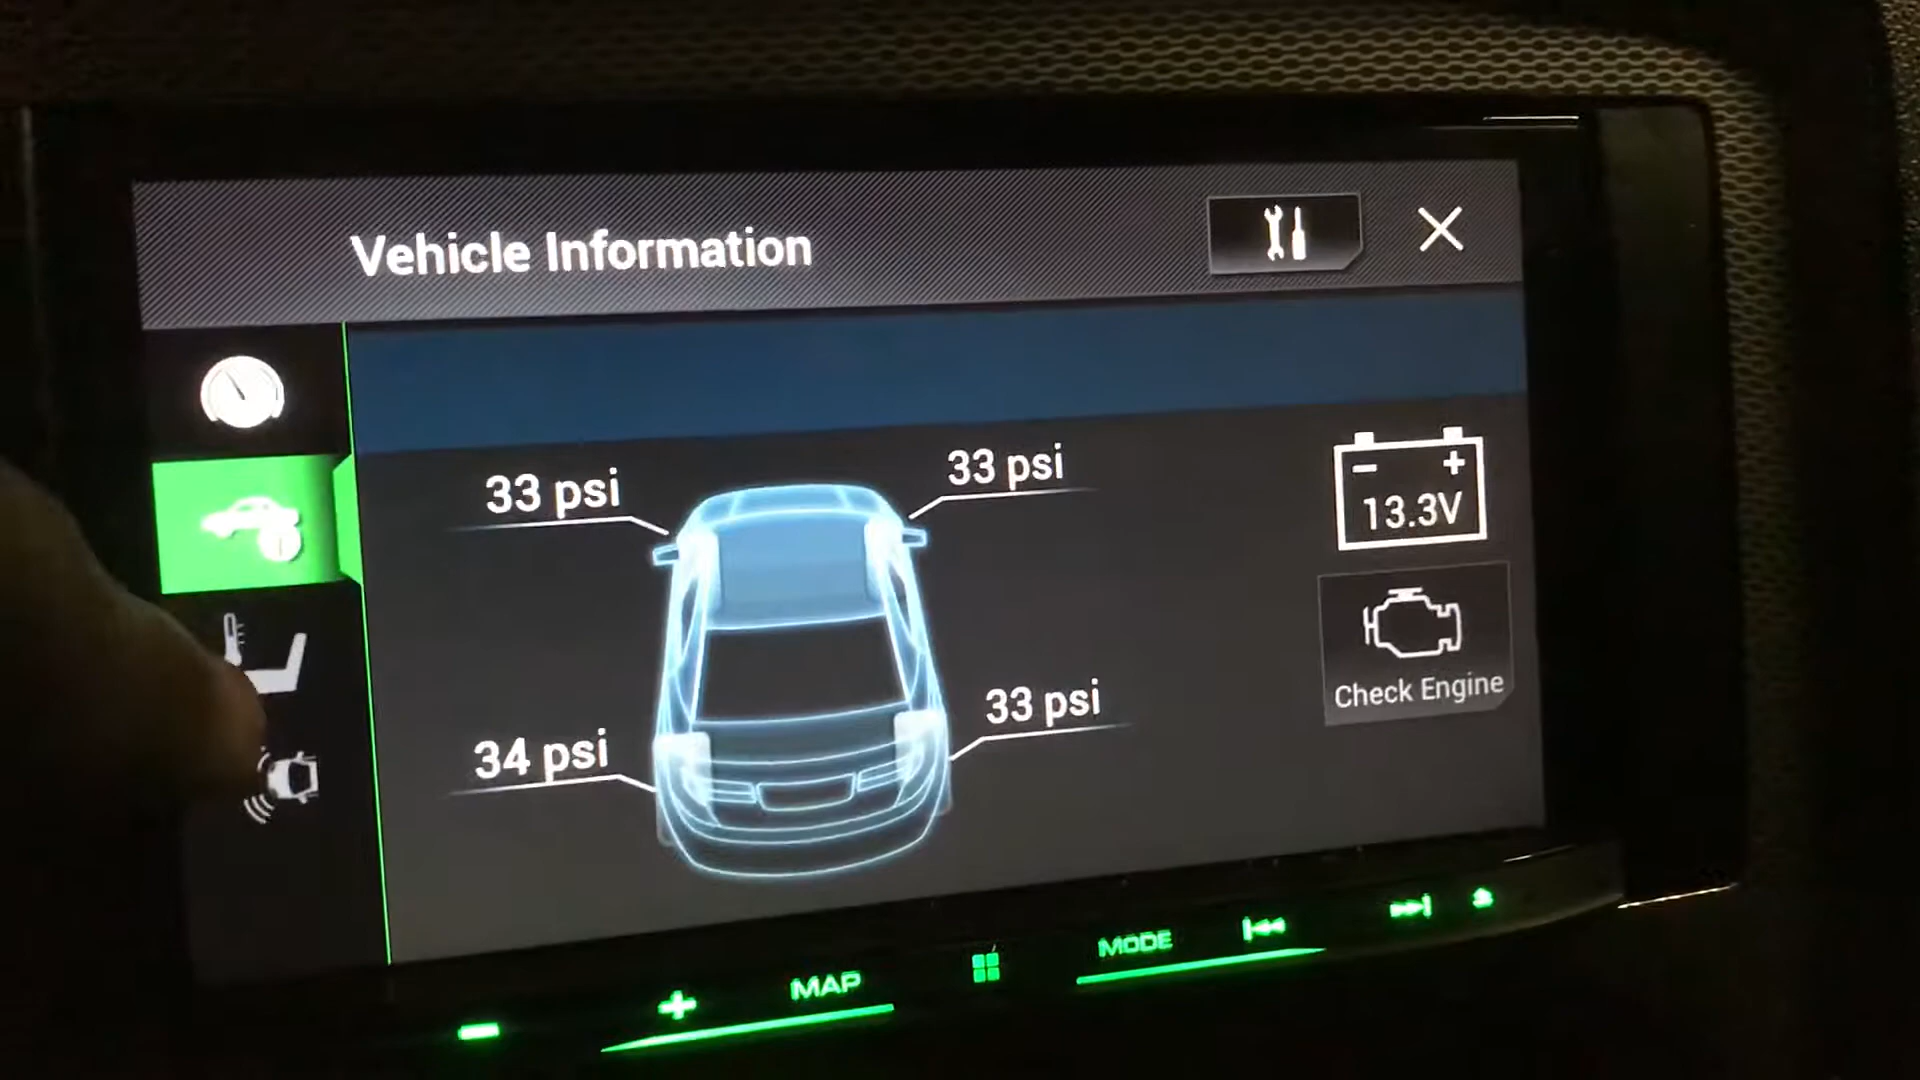 Vehicle Information
33 psi
33 psi
- +
13.3V
Check Engine
34 psi
33 psi
MAP
MODE